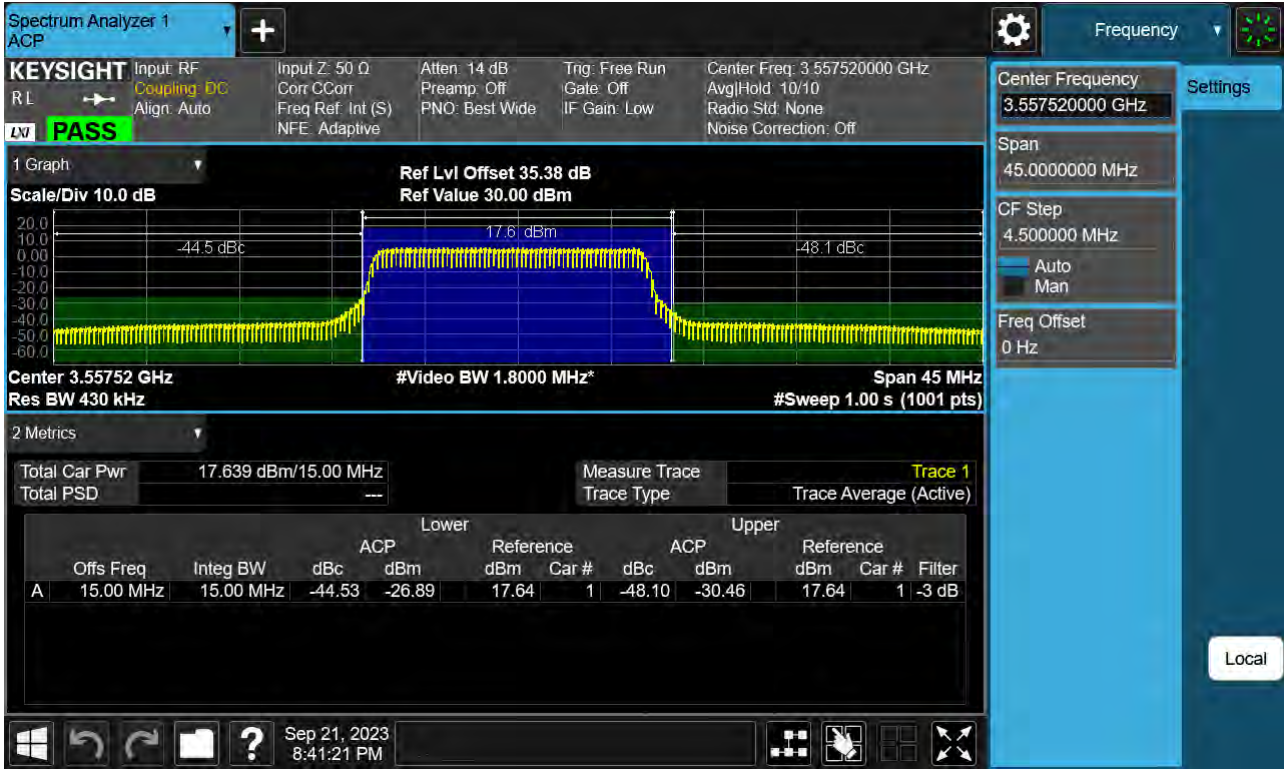 Spectrum Analyzer 1
ACP
+
Frequency
KEYSIGHT
R L
LXI
PASS
Input: RF
Coupling: DC
Align: Auto
Input Z: 50 Ω
Corr CCorr
Freq Ref: Int (S)
NFE: Adaptive
Atten: 14 dB
Preamp: Off
PNO: Best Wide
Trig: Free Run
Gate: Off
IF Gain: Low
Center Freq: 3.557520000 GHz
Avg|Hold: 10/10
Radio Std: None
Noise Correction: Off
Center Frequency
3.557520000 GHz
Settings
Span
45.0000000 MHz
CF Step
4.500000 MHz
Auto
Man
Freq Offset
0 Hz
Local
1 Graph
Scale/Div 10.0 dB
Ref Lvl Offset 35.38 dB
Ref Value 30.00 dBm
20.0
10.0
0.00
-10.0
-20.0
-30.0
-40.0
-50.0
-60.0
-44.5 dBc
17.6 dBm
-48.1 dBc
Center 3.55752 GHz
#Video BW 1.8000 MHz*
Span 45 MHz
Res BW 430 kHz
#Sweep 1.00 s (1001 pts)
2 Metrics
Total Car Pwr 17.639 dBm/15.00 MHz
Total PSD ---
Measure Trace Trace 1
Trace Type Trace Average (Active)
Lower Upper
ACP Reference ACP Reference
Offs Freq Integ BW dBc dBm dBm Car # dBc dBm dBm Car # Filter
A 15.00 MHz 15.00 MHz -44.53 -26.89 17.64 1 -48.10 -30.46 17.64 1 -3 dB
?
Sep 21, 2023
8:41:21 PM